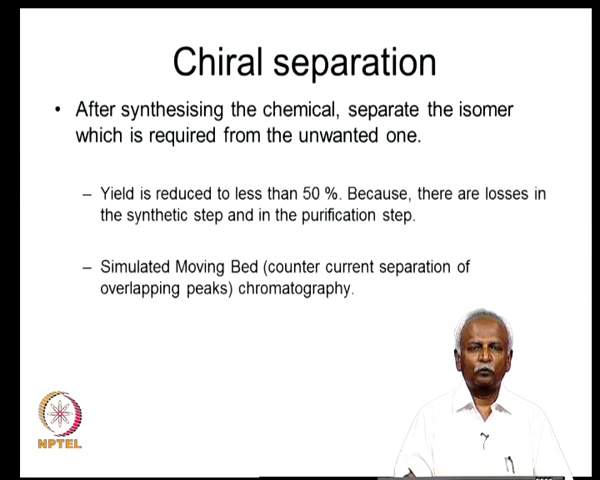 Chiral separation
• After synthesising the chemical, separate the isomer
which is required from the unwanted one.
– Yield is reduced to less than 50 %. Because, there are losses in
the synthetic step and in the purification step.
– Simulated Moving Bed (counter current separation of
overlapping peaks) chromatography.
NPTEL